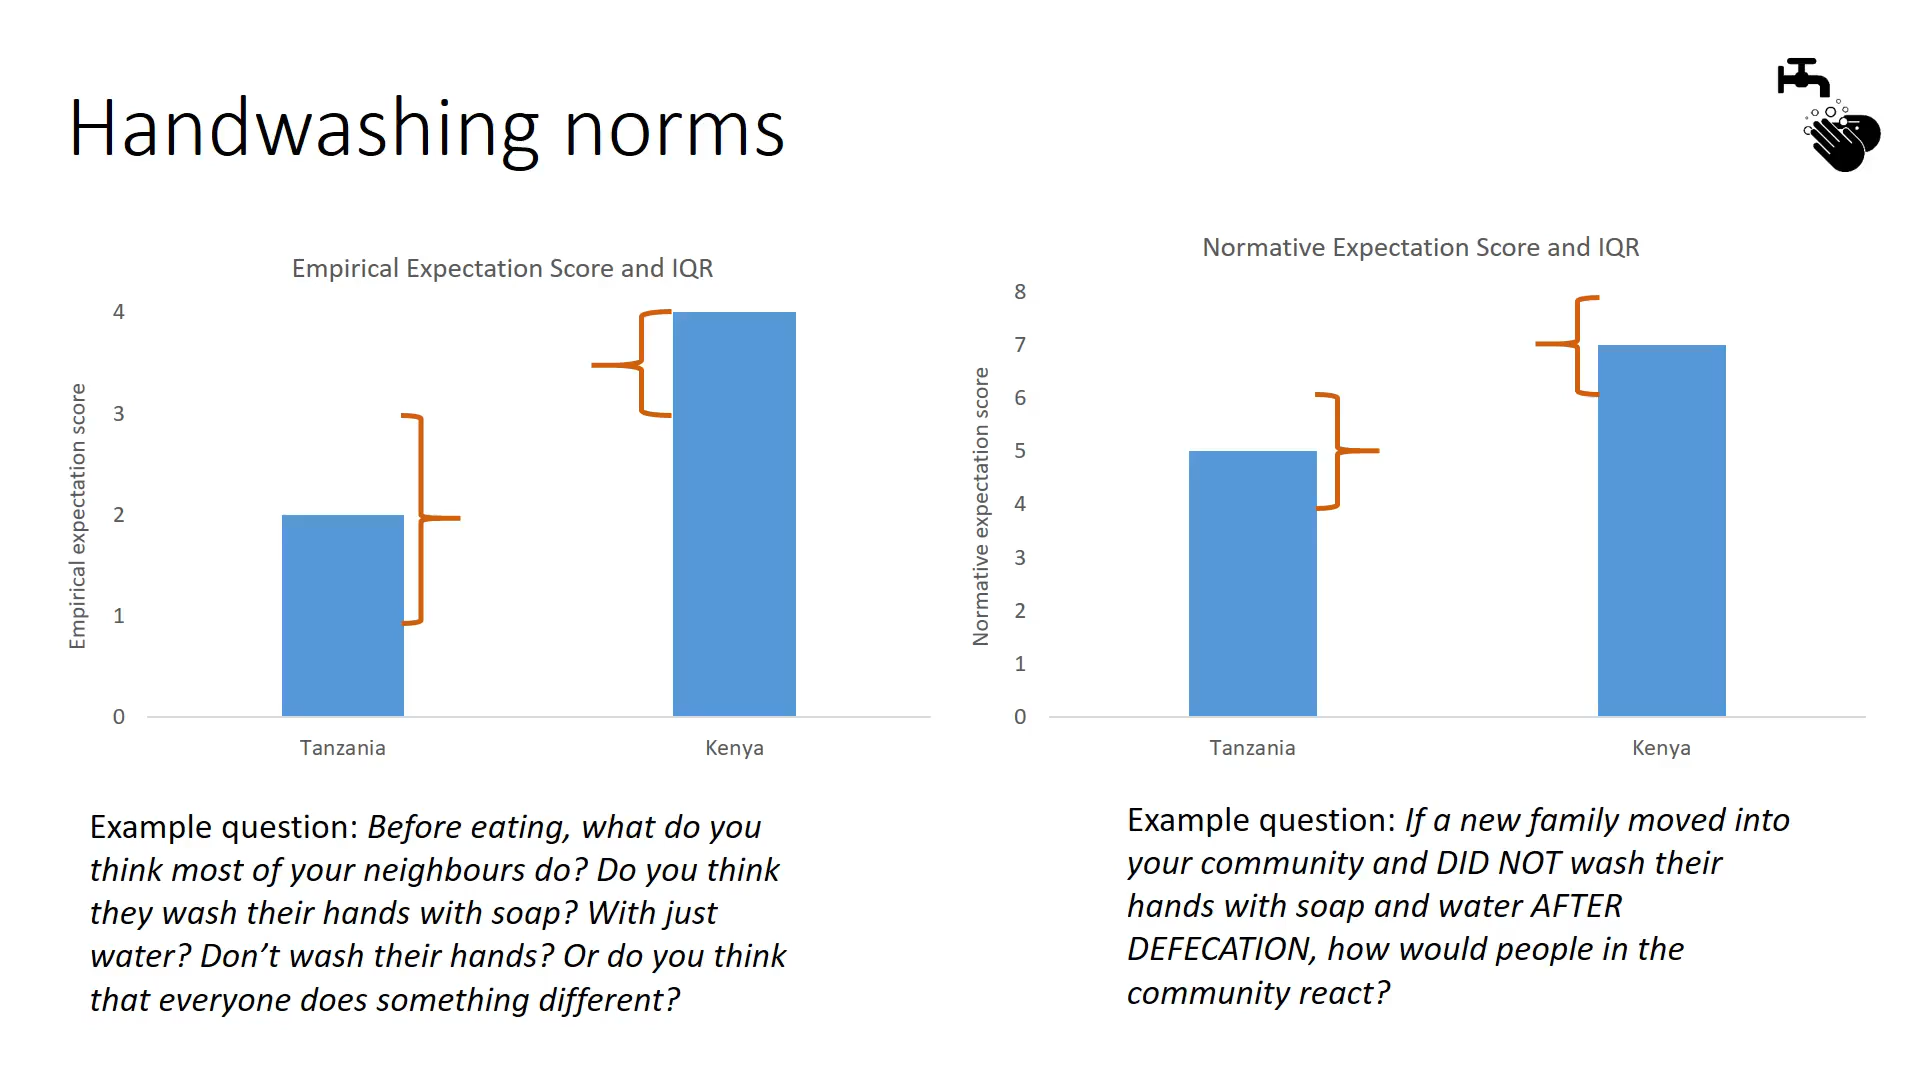 Handwashing norms
Empirical Expectation Score and IQR
Empirical expectation score
4
3
2
1
0
Tanzania
Kenya
Example question: Before eating, what do you
think most of your neighbours do? Do you think
they wash their hands with soap? With just
water? Don’t wash their hands? Or do you think
that everyone does something different?
Normative Expectation Score and IQR
Normative expectation score
8
7
6
5
4
3
2
1
0
Tanzania
Kenya
Example question: If a new family moved into
your community and DID NOT wash their
hands with soap and water AFTER
DEFECATION, how would people in the
community react?